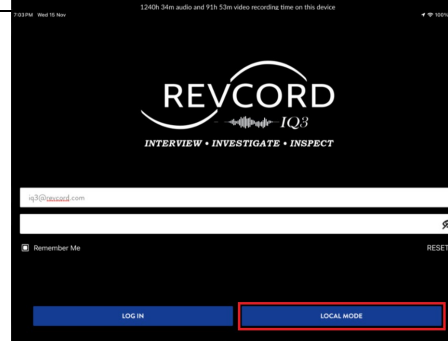 1240h 34m audio and 91h 53m video recording time on this device
7:03 PM Wed 15 Nov
100%
REVCORD
IQ3
INTERVIEW • INVESTIGATE • INSPECT
iq3@revcord.com
Remember Me
RESET
LOG IN
LOCAL MODE